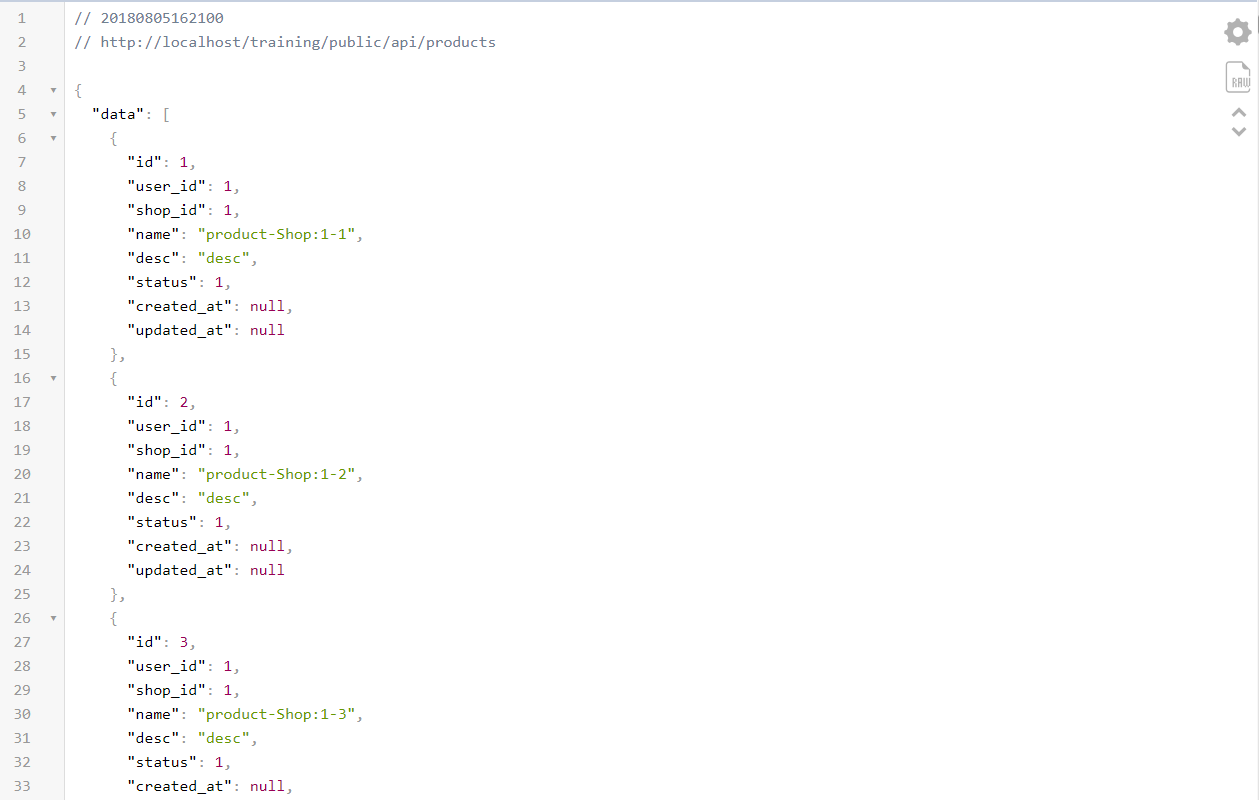 1 // 20180805162100
2 // http://localhost/training/public/api/products
3
4 {
5 "data": [
6 {
7 "id": 1,
8 "user_id": 1,
9 "shop_id": 1,
10 "name": "product-Shop:1-1",
11 "desc": "desc",
12 "status": 1,
13 "created_at": null,
14 "updated_at": null
15 },
16 {
17 "id": 2,
18 "user_id": 1,
19 "shop_id": 1,
20 "name": "product-Shop:1-2",
21 "desc": "desc",
22 "status": 1,
23 "created_at": null,
24 "updated_at": null
25 },
26 {
27 "id": 3,
28 "user_id": 1,
29 "shop_id": 1,
30 "name": "product-Shop:1-3",
31 "desc": "desc",
32 "status": 1,
33 "created_at": null,
RAW